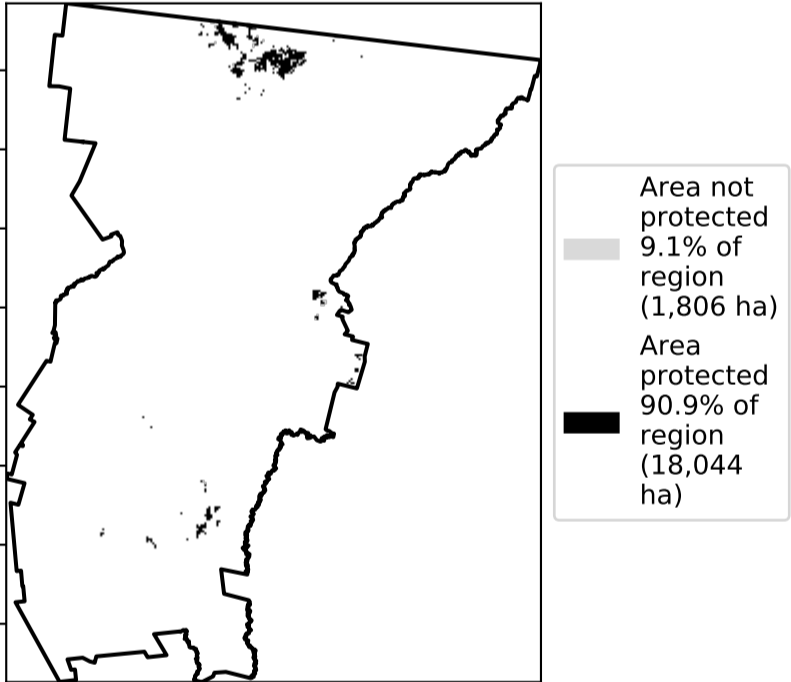 Area not
protected
9.1% of
region
(1,806 ha)
Area
protected
90.9% of
region
(18,044
ha)